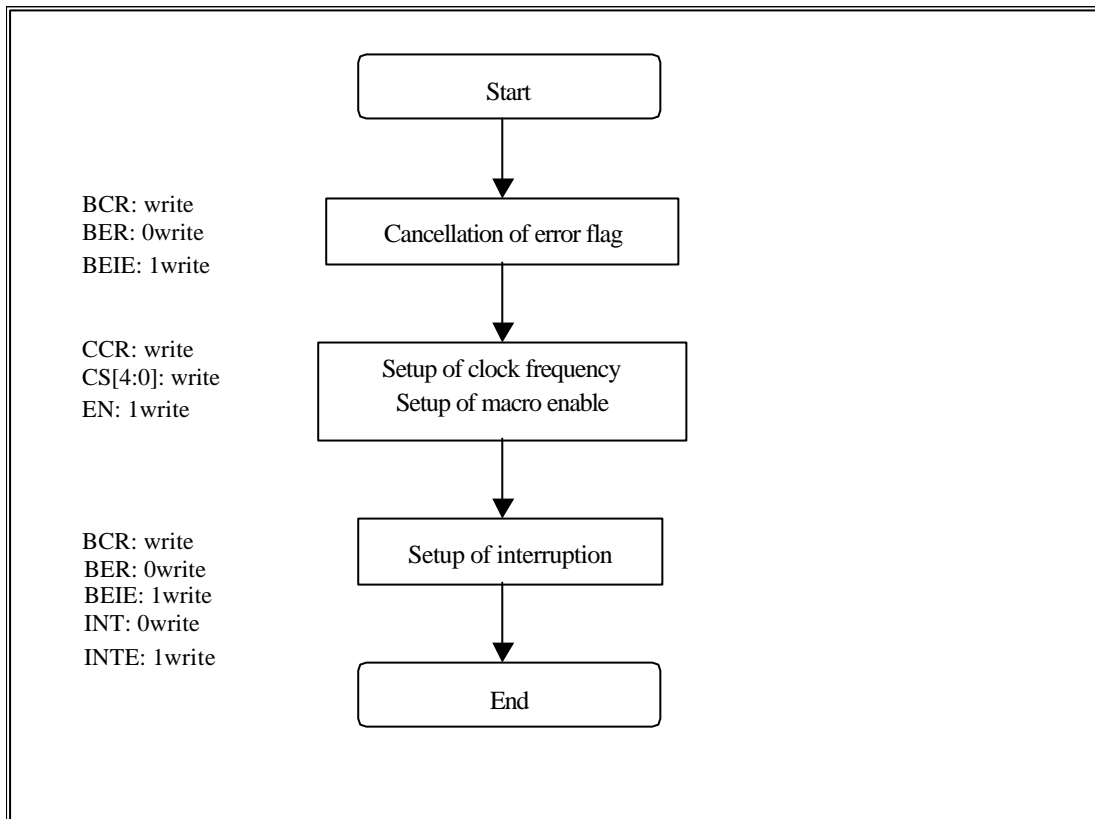 Start
BCR: write
BER: 0write
BEIE: 1write
Cancellation of error flag
CCR: write
CS[4:0]: write
EN: 1write
Setup of clock frequency
Setup of macro enable
BCR: write
BER: 0write
BEIE: 1write
INT: 0write
INTE: 1write
Setup of interruption
End